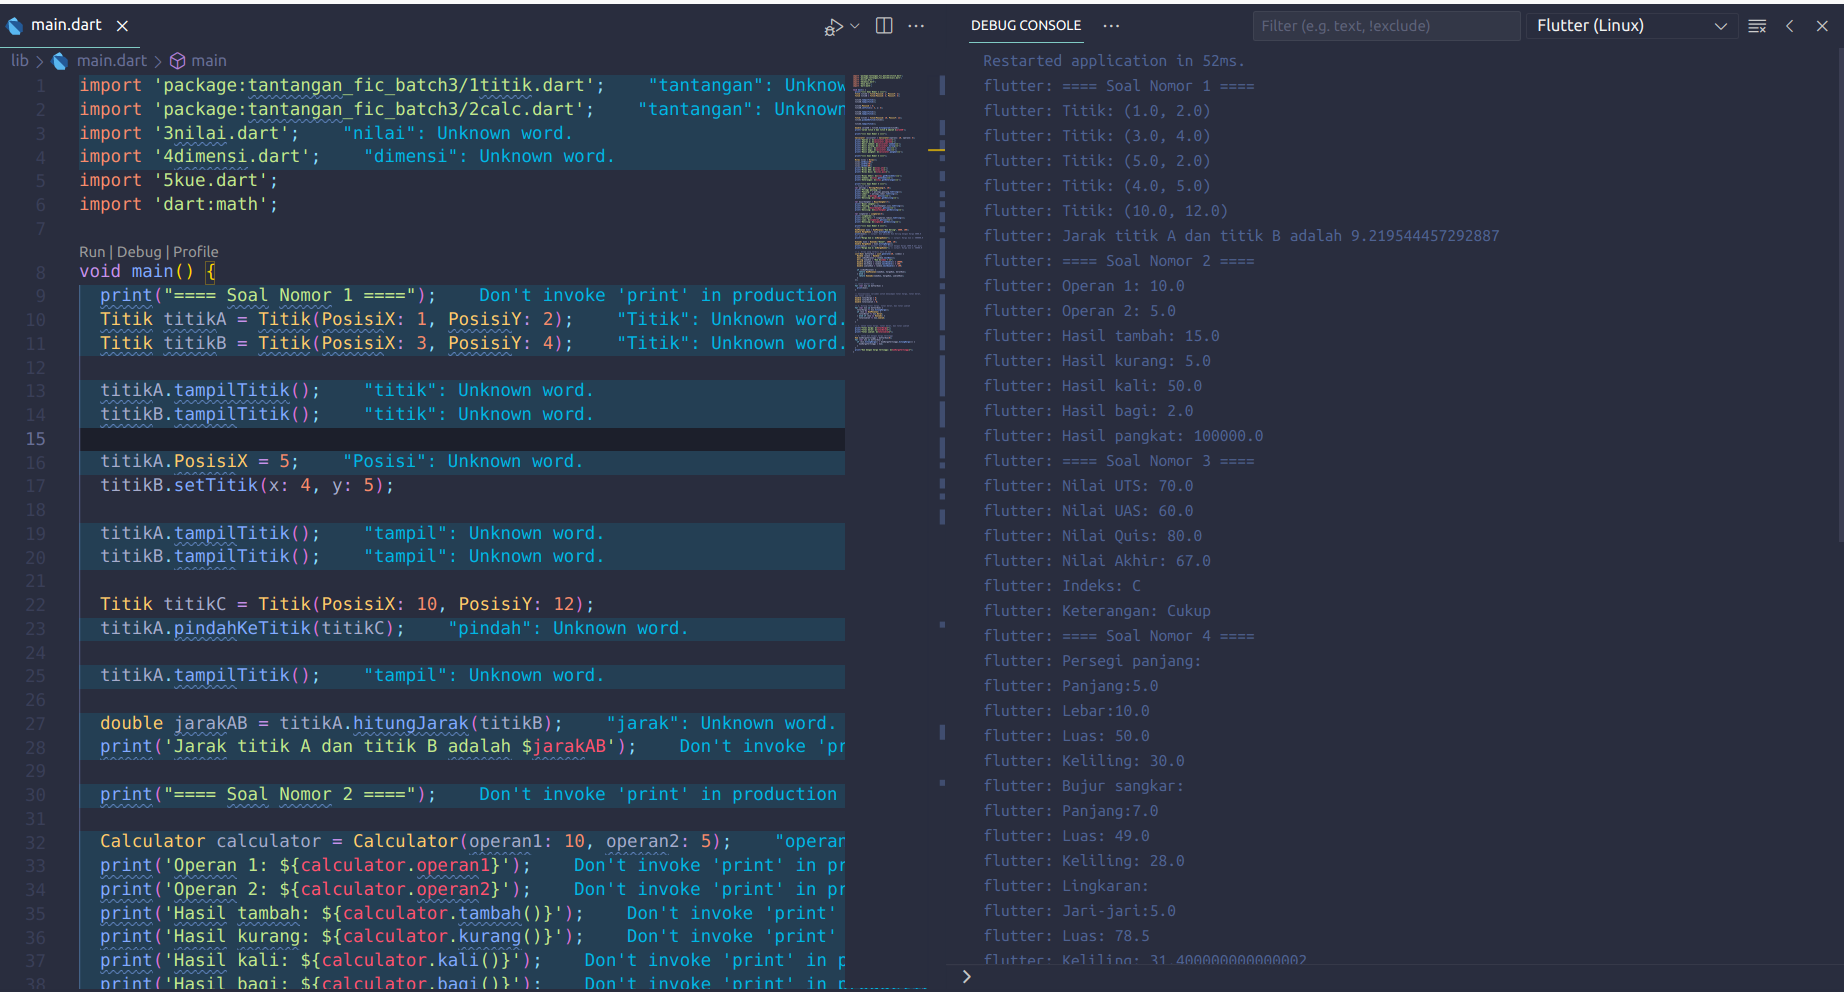 main.dart
lib > main.dart > main
1 import 'package:tantangan_fic_batch3/1titik.dart'; "tantangan": Unknow
2 import 'package:tantangan_fic_batch3/2calc.dart'; "tantangan": Unknown
3 import '3nilai.dart'; "nilai": Unknown word.
4 import '4dimensi.dart'; "dimensi": Unknown word.
5 import '5kue.dart';
6 import 'dart:math';
7
Run | Debug | Profile
8 void main() {
9 print("==== Soal Nomor 1 ===="); Don't invoke 'print' in production
10 Titik titikA = Titik(PosisiX: 1, PosisiY: 2); "Titik": Unknown word.
11 Titik titikB = Titik(PosisiX: 3, PosisiY: 4); "Titik": Unknown word.
12
13 titikA.tampilTitik(); "titik": Unknown word.
14 titikB.tampilTitik(); "titik": Unknown word.
15
16 titikA.PosisiX = 5; "Posisi": Unknown word.
17 titikB.setTitik(x: 4, y: 5);
18
19 titikA.tampilTitik(); "tampil": Unknown word.
20 titikB.tampilTitik(); "tampil": Unknown word.
21
22 Titik titikC = Titik(PosisiX: 10, PosisiY: 12);
23 titikA.pindahKeTitik(titikC); "pindah": Unknown word.
24
25 titikA.tampilTitik(); "tampil": Unknown word.
26
27 double jarakAB = titikA.hitungJarak(titikB); "jarak": Unknown word.
28 print('Jarak titik A dan titik B adalah $jarakAB'); Don't invoke 'pr
29
30 print("==== Soal Nomor 2 ===="); Don't invoke 'print' in production
31
32 Calculator calculator = Calculator(operan1: 10, operan2: 5); "operan
33 print('Operan 1: ${calculator.operan1}'); Don't invoke 'print' in pr
34 print('Operan 2: ${calculator.operan2}'); Don't invoke 'print' in pr
35 print('Hasil tambah: ${calculator.tambah()}'); Don't invoke 'print'
36 print('Hasil kurang: ${calculator.kurang()}'); Don't invoke 'print'
37 print('Hasil kali: ${calculator.kali()}'); Don't invoke 'print' in p
38 print('Hasil bagi: ${calculator.bagi()}'); Don't invoke 'print' in p
DEBUG CONSOLE
Filter (e.g. text, !exclude)
Flutter (Linux)
Restarted application in 52ms.
flutter: ==== Soal Nomor 1 ====
flutter: Titik: (1.0, 2.0)
flutter: Titik: (3.0, 4.0)
flutter: Titik: (5.0, 2.0)
flutter: Titik: (4.0, 5.0)
flutter: Titik: (10.0, 12.0)
flutter: Jarak titik A dan titik B adalah 9.219544457292887
flutter: ==== Soal Nomor 2 ====
flutter: Operan 1: 10.0
flutter: Operan 2: 5.0
flutter: Hasil tambah: 15.0
flutter: Hasil kurang: 5.0
flutter: Hasil kali: 50.0
flutter: Hasil bagi: 2.0
flutter: Hasil pangkat: 100000.0
flutter: ==== Soal Nomor 3 ====
flutter: Nilai UTS: 70.0
flutter: Nilai UAS: 60.0
flutter: Nilai Quis: 80.0
flutter: Nilai Akhir: 67.0
flutter: Indeks: C
flutter: Keterangan: Cukup
flutter: ==== Soal Nomor 4 ====
flutter: Persegi panjang:
flutter: Panjang:5.0
flutter: Lebar:10.0
flutter: Luas: 50.0
flutter: Keliling: 30.0
flutter: Bujur sangkar:
flutter: Panjang:7.0
flutter: Luas: 49.0
flutter: Keliling: 28.0
flutter: Lingkaran:
flutter: Jari-jari:5.0
flutter: Luas: 78.5
flutter: Keliling: 31.400000000000002